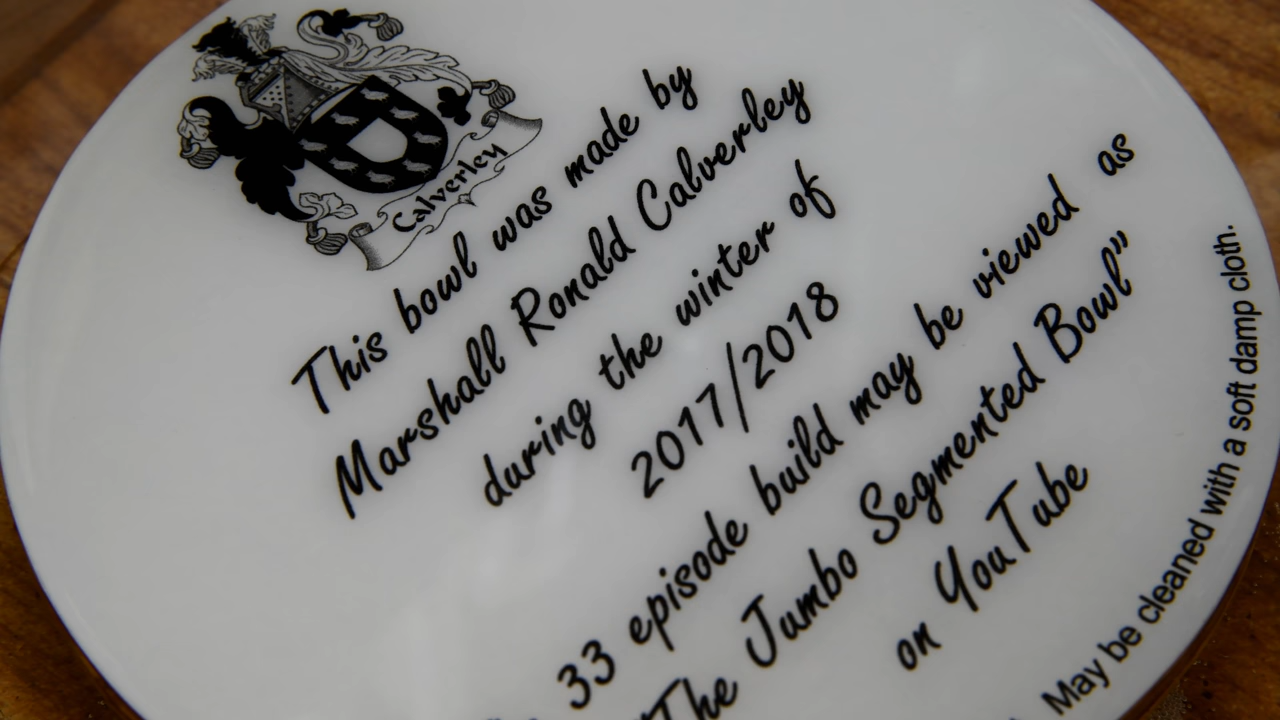 Calverley
This bowl was made by
Marshall Ronald Calverley
during the winter of
2017/2018
33 episode build may be viewed as
The Jumbo Segmented Bowl”
on YouTube
May be cleaned with a soft damp cloth.